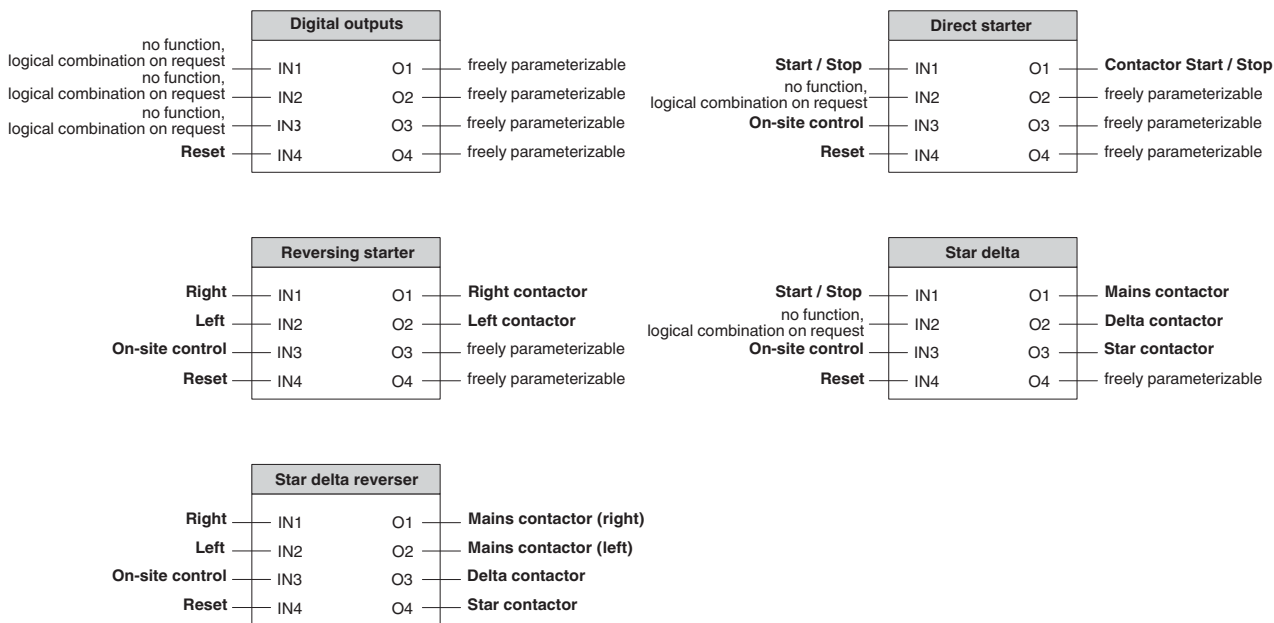 Digital outputs
no function,
logical combination on request
IN1
O1
freely parameterizable
no function,
logical combination on request
IN2
O2
freely parameterizable
no function,
logical combination on request
IN3
O3
freely parameterizable
Reset
IN4
O4
freely parameterizable
Direct starter
Start / Stop
IN1
O1
Contactor Start / Stop
no function,
logical combination on request
IN2
O2
freely parameterizable
On-site control
IN3
O3
freely parameterizable
Reset
IN4
O4
freely parameterizable
Reversing starter
Right
IN1
O1
Right contactor
Left
IN2
O2
Left contactor
On-site control
IN3
O3
freely parameterizable
Reset
IN4
O4
freely parameterizable
Star delta
Start / Stop
IN1
O1
Mains contactor
no function,
logical combination on request
IN2
O2
Delta contactor
On-site control
IN3
O3
Star contactor
Reset
IN4
O4
freely parameterizable
Star delta reverser
Right
IN1
O1
Mains contactor (right)
Left
IN2
O2
Mains contactor (left)
On-site control
IN3
O3
Delta contactor
Reset
IN4
O4
Star contactor